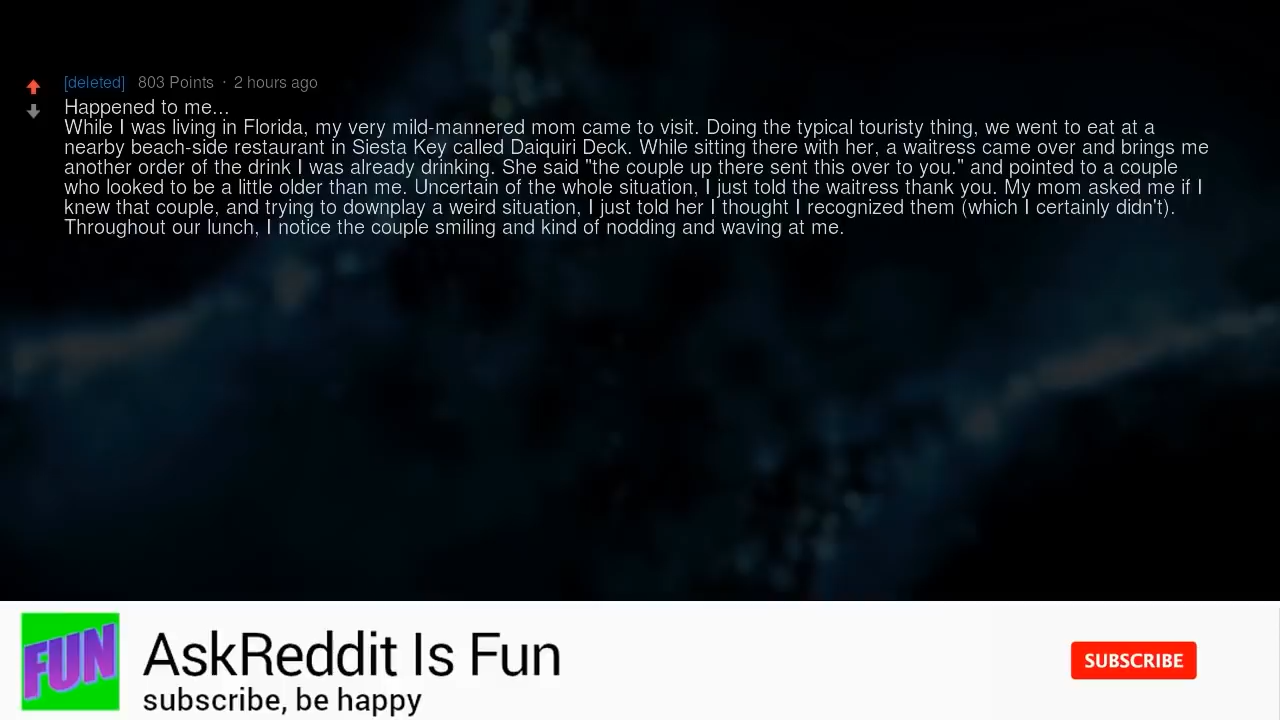 [deleted] 803 Points · 2 hours ago
Happened to me...
While I was living in Florida, my very mild-mannered mom came to visit. Doing the typical touristy thing, we went to eat at a
nearby beach-side restaurant in Siesta Key called Daiquiri Deck. While sitting there with her, a waitress came over and brings me
another order of the drink I was already drinking. She said "the couple up there sent this over to you." and pointed to a couple
who looked to be a little older than me. Uncertain of the whole situation, I just told the waitress thank you. My mom asked me if I
knew that couple, and trying to downplay a weird situation, I just told her I thought I recognized them (which I certainly didn't).
Throughout our lunch, I notice the couple smiling and kind of nodding and waving at me.
FUN
AskReddit Is Fun
subscribe, be happy
SUBSCRIBE